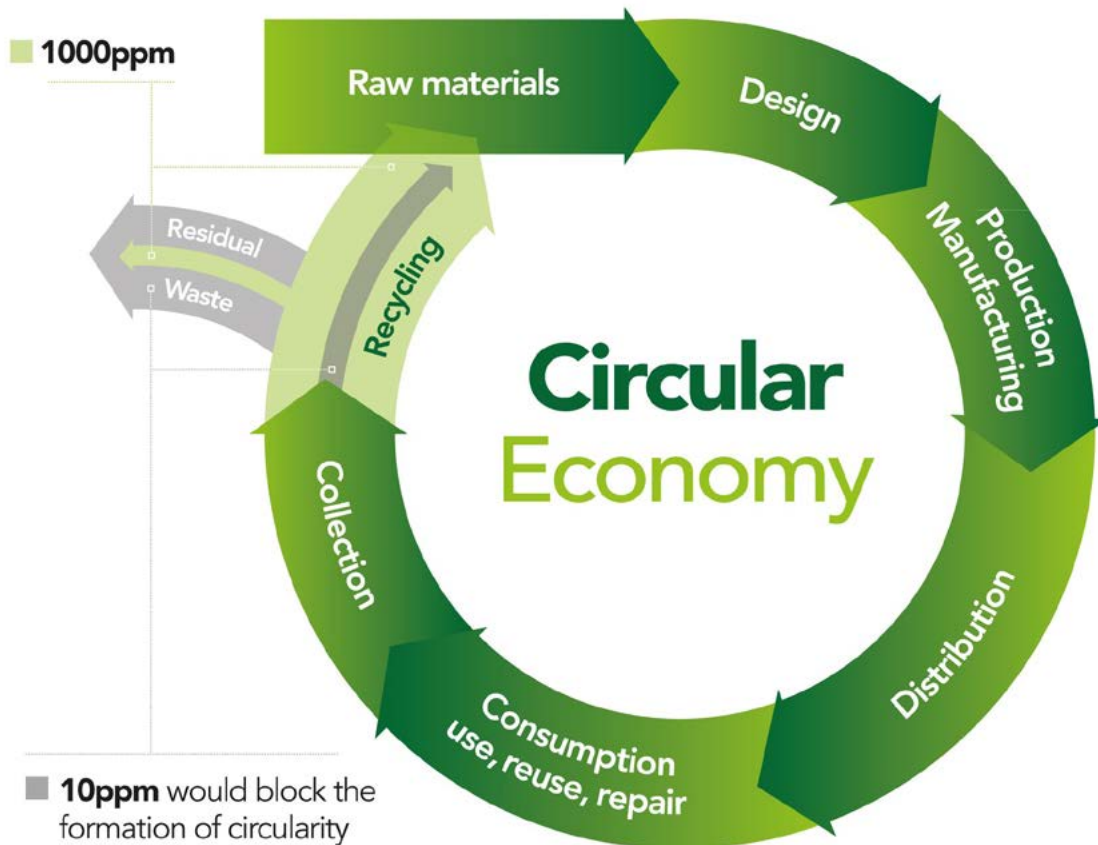 1000ppm
Raw materials
Design
Production
Manufacturing
Distribution
Consumption
use, reuse, repair
Collection
Recycling
Residual
Waste
Circular
Economy
10ppm would block the
formation of circularity